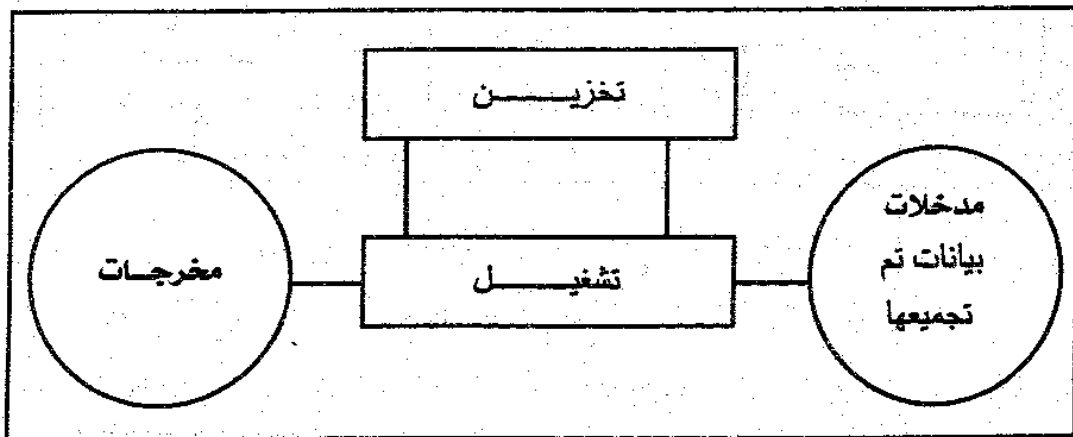 تخزين
مدخلات
بيانات تم
تجميعها
تشغيل
مخرجات